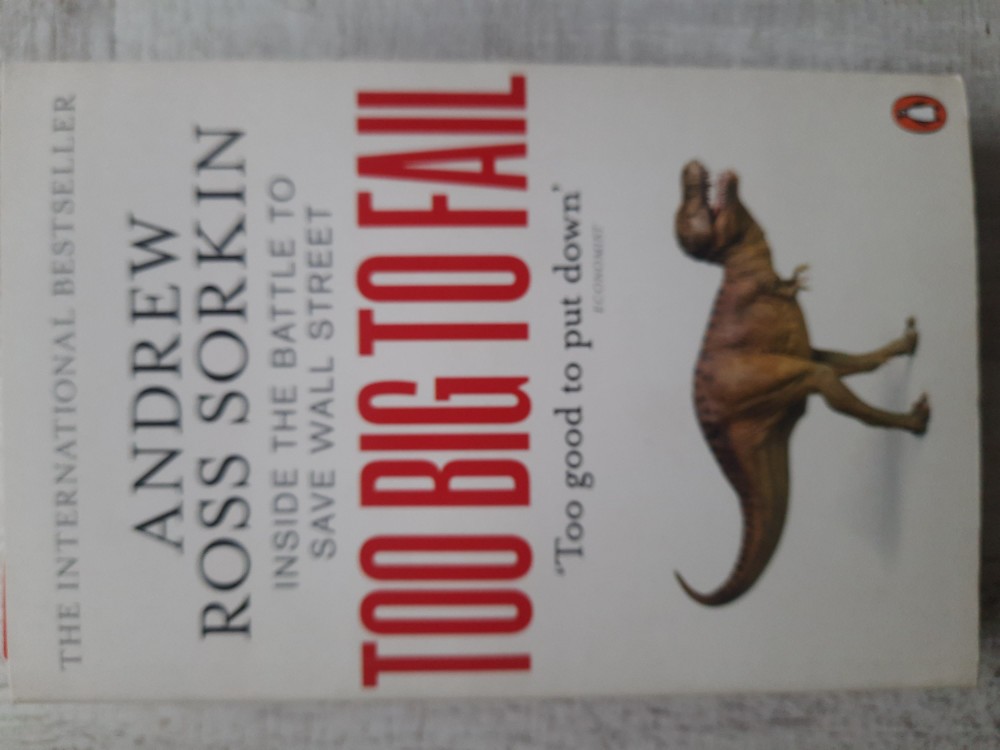 THE INTERNATIONAL BESTSELLER
ANDREW
ROSS SORKIN
INSIDE THE BATTLE TO
SAVE WALL STREET
TOO BIG TO FAIL
'Too good to put down'
ECONOMIST